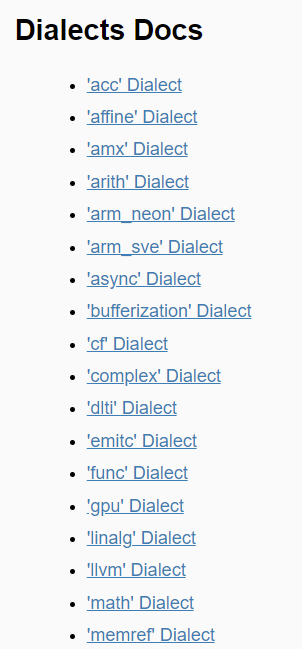 Dialects Docs
'acc' Dialect
'affine' Dialect
'amx' Dialect
'arith' Dialect
'arm_neon' Dialect
'arm_sve' Dialect
'async' Dialect
'bufferization' Dialect
'cf' Dialect
'complex' Dialect
'dlti' Dialect
'emitc' Dialect
'func' Dialect
'gpu' Dialect
'linalg' Dialect
'llvm' Dialect
'math' Dialect
'memref' Dialect